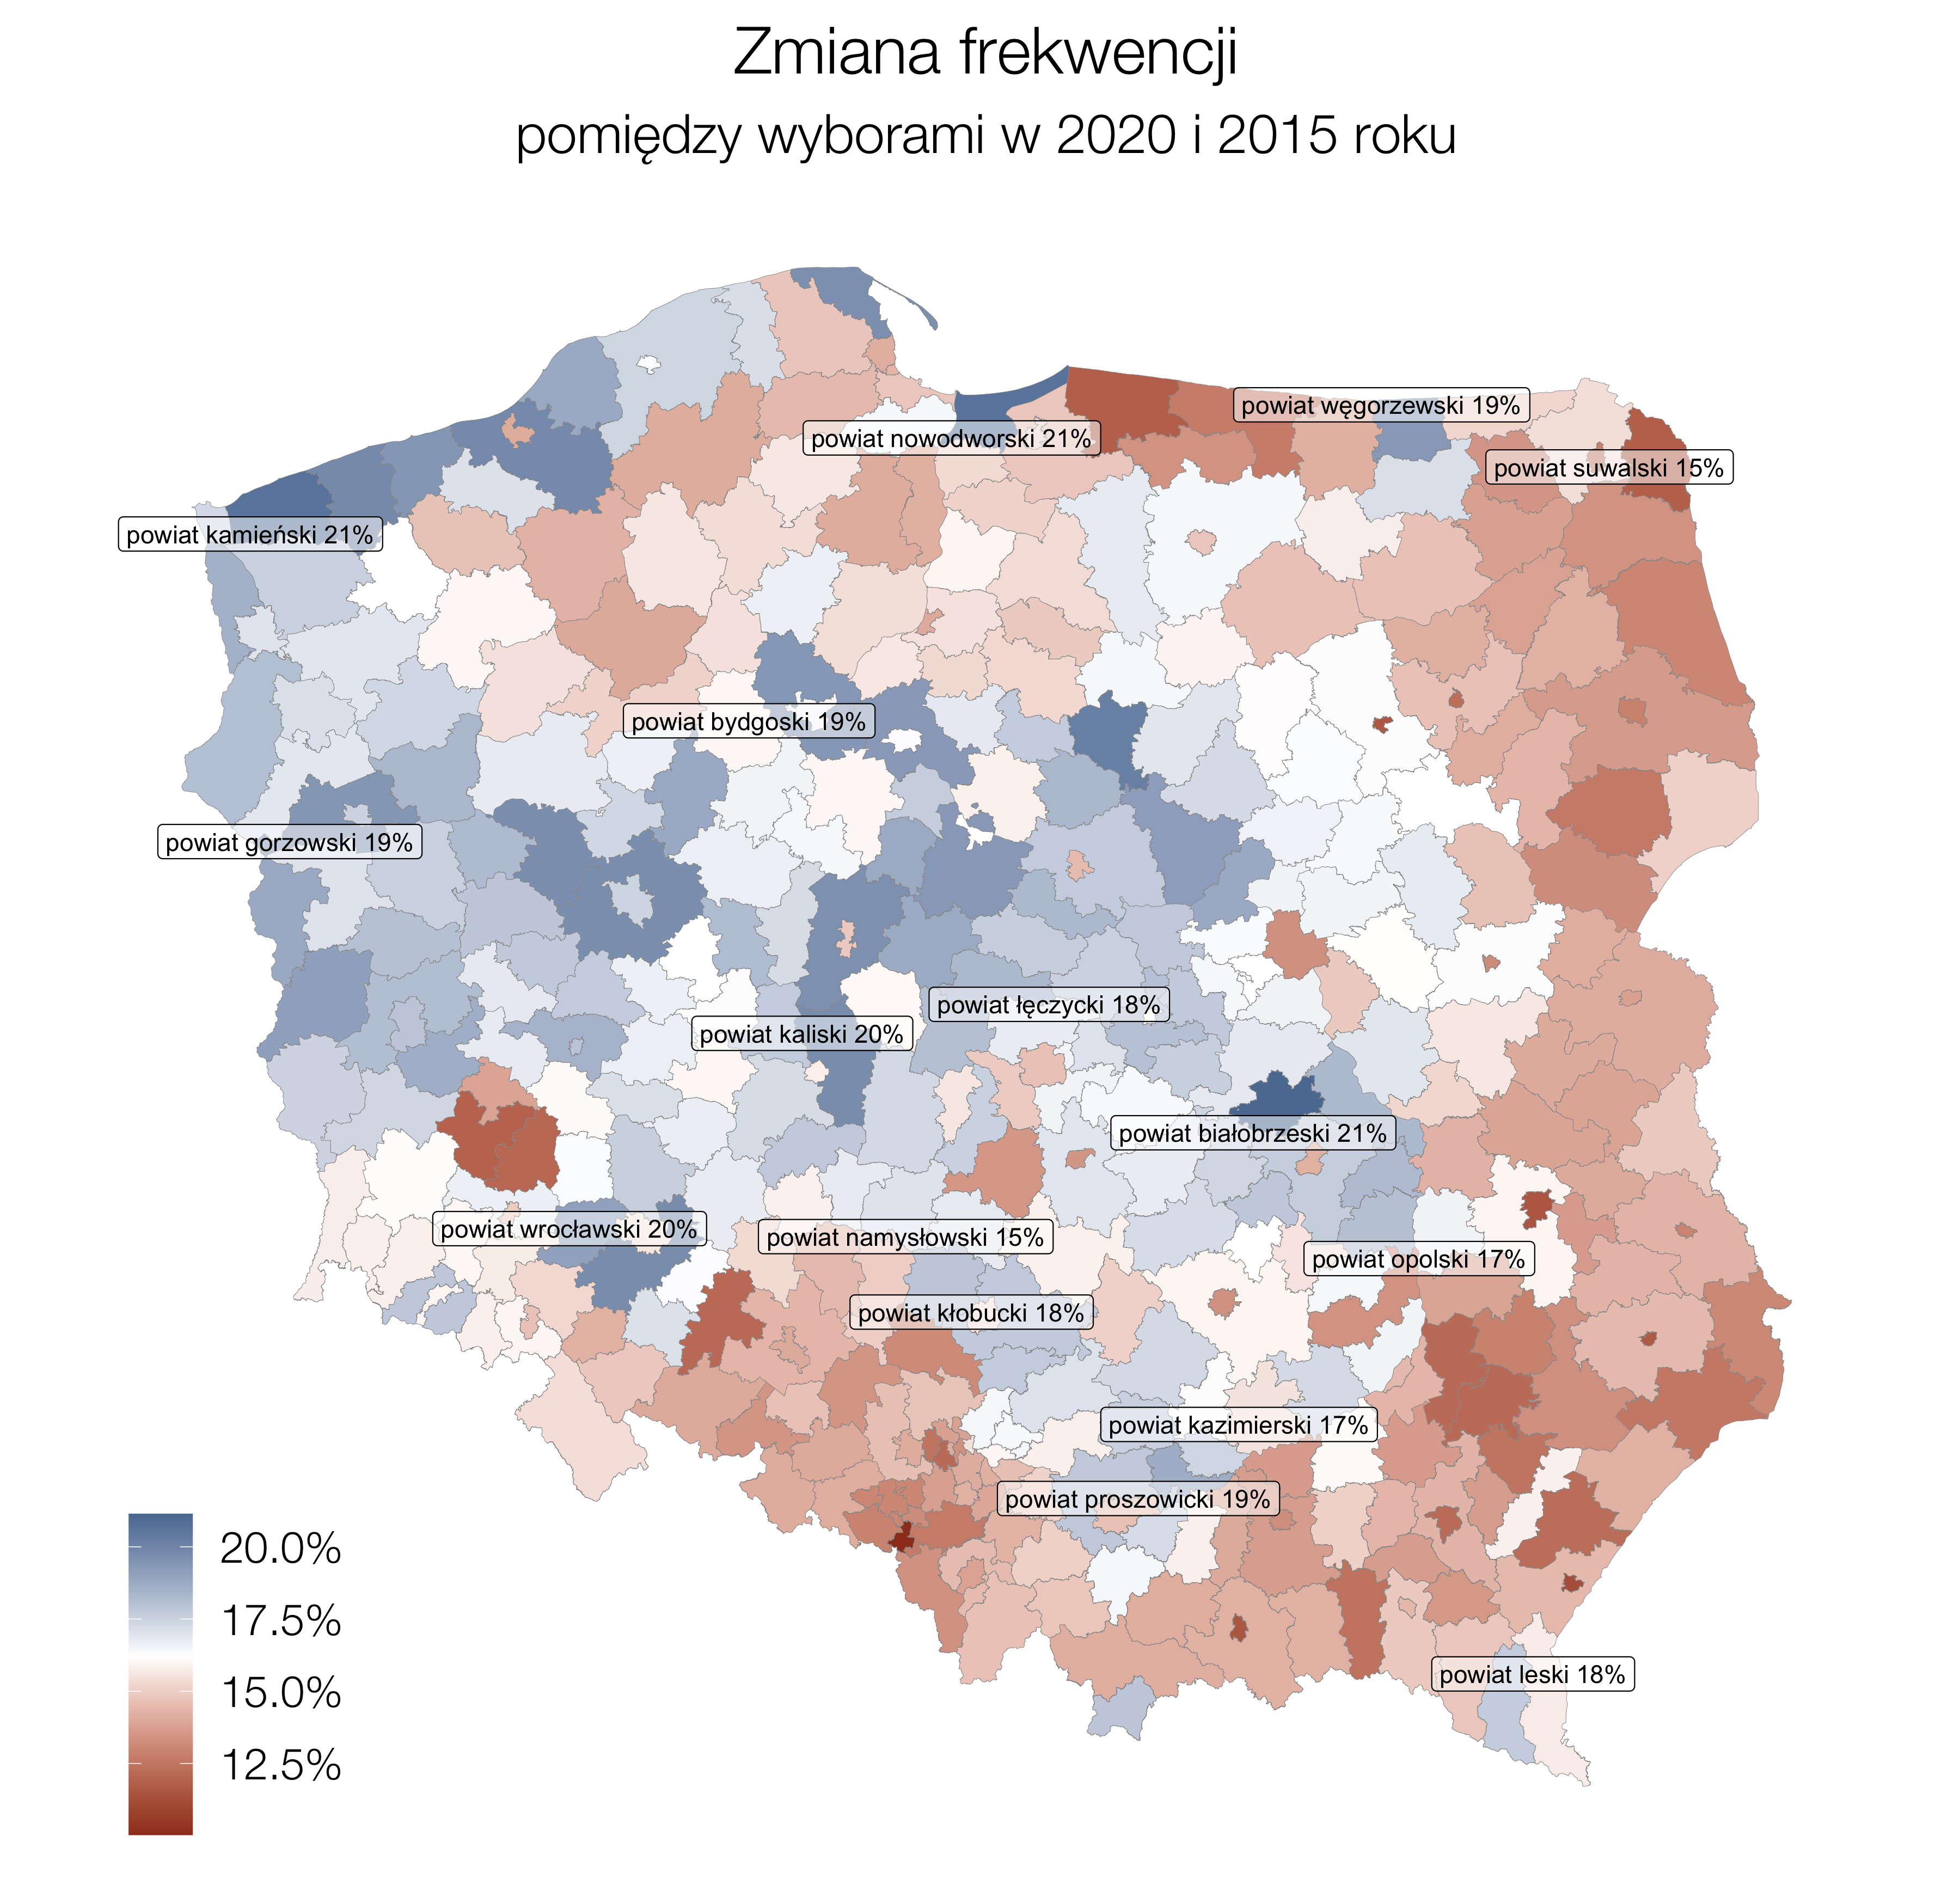 Zmiana frekwencji
pomiędzy wyborami w 2020 i 2015 roku
powiat węgorzewski 19%
powiat nowodworski 21%
powiat suwalski 15%
powiat kamieński 21%
powiat bydgoski 19%
powiat gorzowski 19%
powiat łęczycki 18%
powiat kaliski 20%
powiat białobrzeski 21%
powiat wrocławski 20%
powiat namysłowski 15%
powiat opolski 17%
powiat kłobucki 18%
powiat kazimierski 17%
powiat proszowicki 19%
powiat leski 18%
20.0%
17.5%
15.0%
12.5%